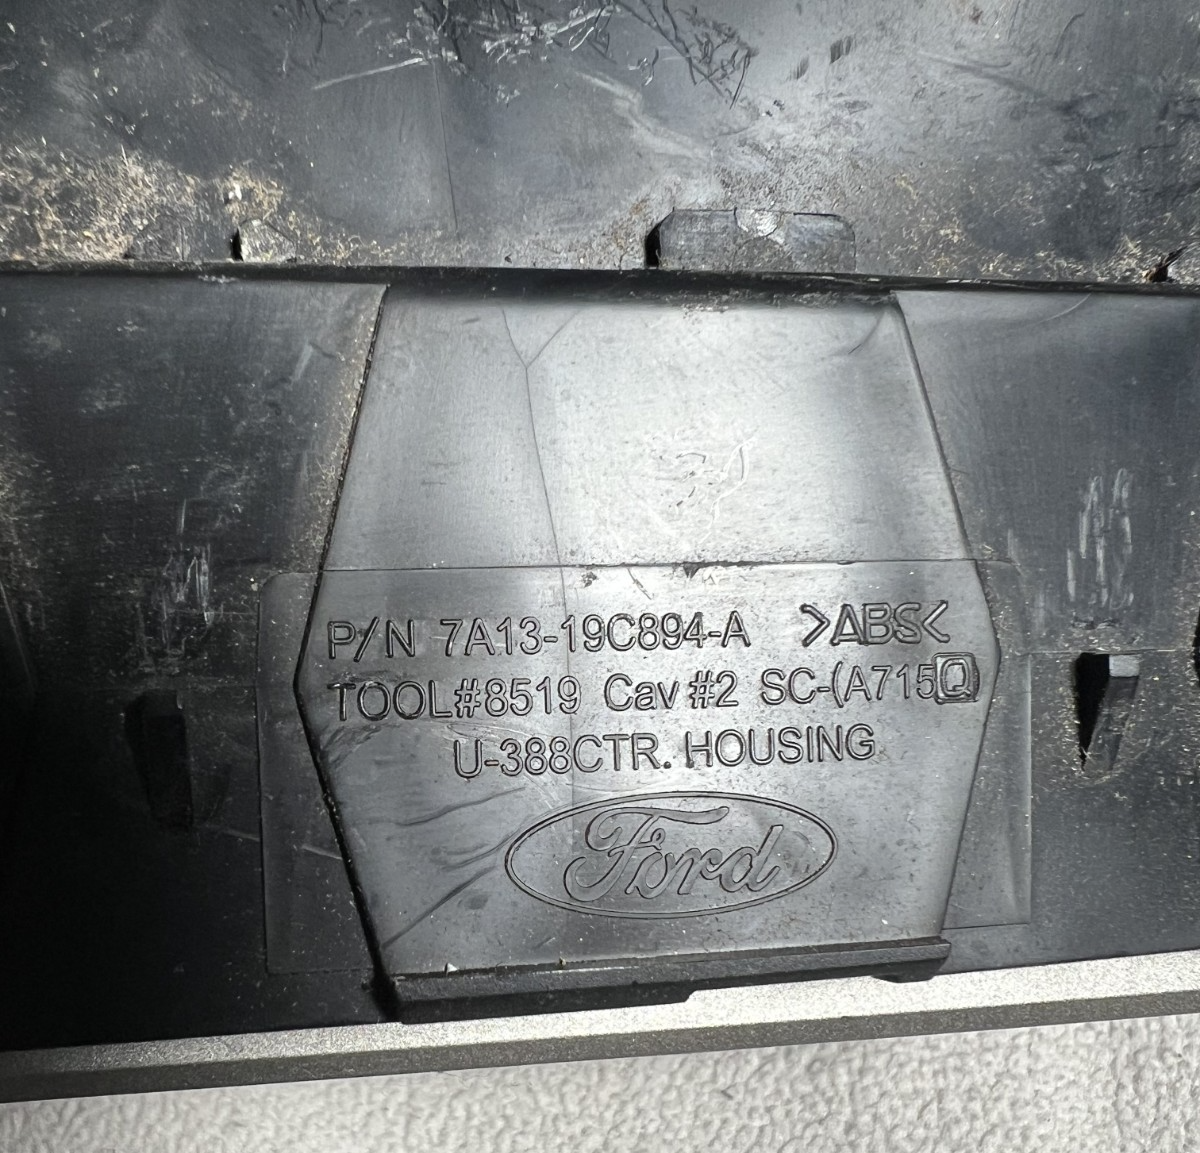 P/N 7A13-19C894-A >ABS<
TOOL#8519 Cav #2 SC-(A715Q)
U-388CTR. HOUSING
Ford